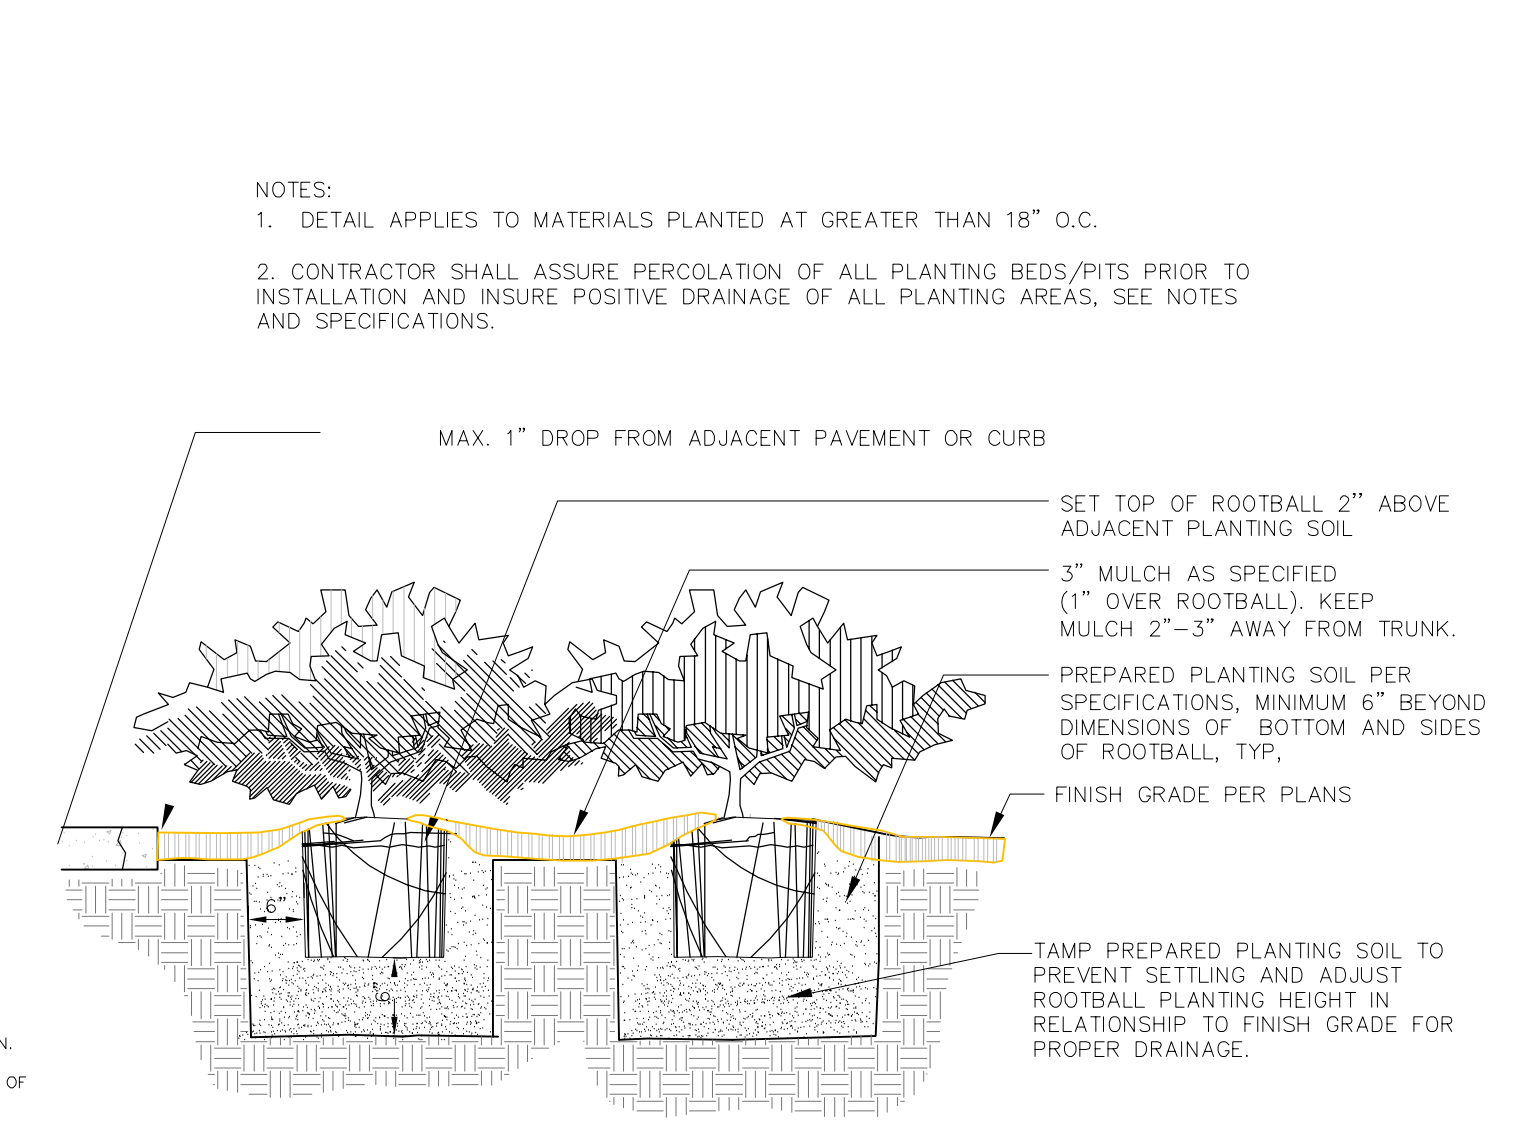 NOTES:
1. DETAIL APPLIES TO MATERIALS PLANTED AT GREATER THAN 18" O.C.
2. CONTRACTOR SHALL ASSURE PERCOLATION OF ALL PLANTING BEDS/PITS PRIOR TO
INSTALLATION AND INSURE POSITIVE DRAINAGE OF ALL PLANTING AREAS, SEE NOTES
AND SPECIFICATIONS.
MAX. 1" DROP FROM ADJACENT PAVEMENT OR CURB
SET TOP OF ROOTBALL 2'' ABOVE
ADJACENT PLANTING SOIL
3" MULCH AS SPECIFIED
(1" OVER ROOTBALL). KEEP
MULCH 2"-3" AWAY FROM TRUNK.
PREPARED PLANTING SOIL PER
SPECIFICATIONS, MINIMUM 6" BEYOND
DIMENSIONS OF BOTTOM AND SIDES
OF ROOTBALL, TYP,
FINISH GRADE PER PLANS
6"
6"
TAMP PREPARED PLANTING SOIL TO
PREVENT SETTLING AND ADJUST
ROOTBALL PLANTING HEIGHT IN
RELATIONSHIP TO FINISH GRADE FOR
PROPER DRAINAGE.
N.
OF